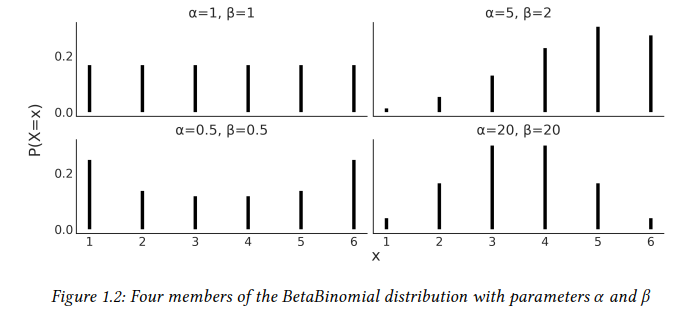 α=1, β=1
α=5, β=2
0.2
0.0
P(X=x)
α=0.5, β=0.5
α=20, β=20
0.2
0.0
1 2 3 4 5 6 1 2 3 4 5 6
x
Figure 1.2: Four members of the BetaBinomial distribution with parameters α and β